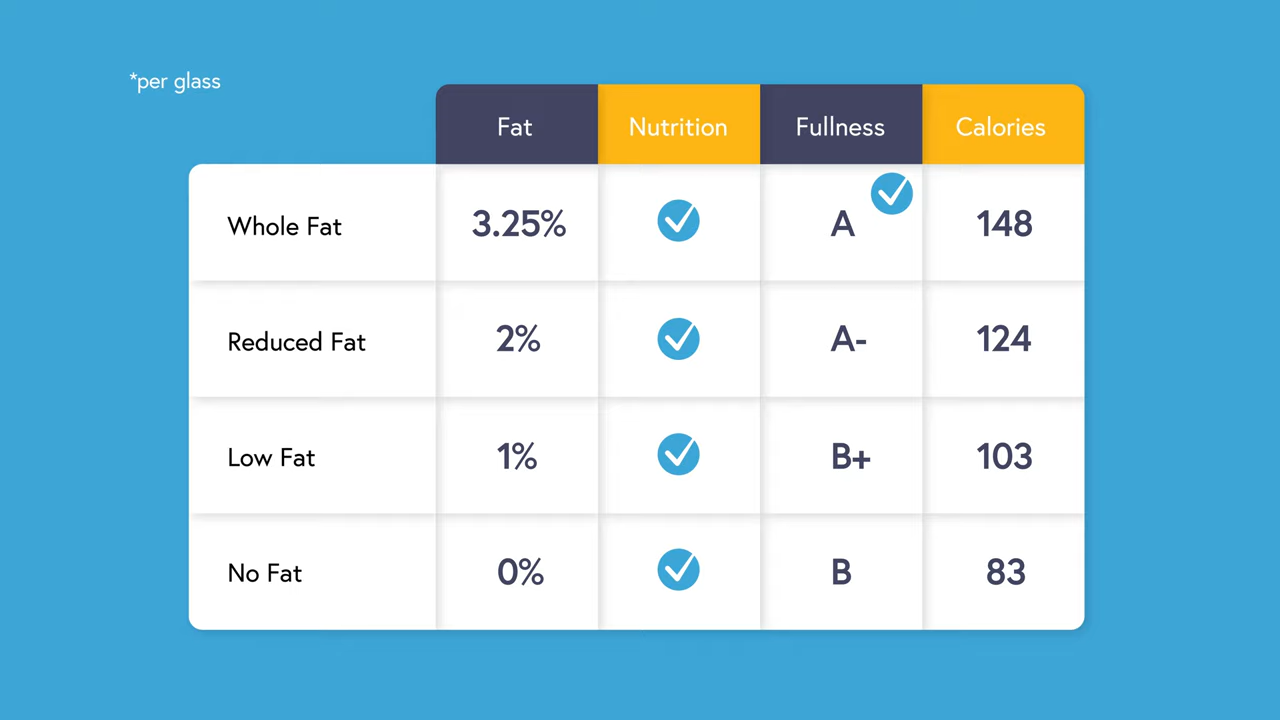 *per glass
Fat Nutrition Fullness Calories
Whole Fat 3.25% A 148
Reduced Fat 2% A- 124
Low Fat 1% B+ 103
No Fat 0% B 83